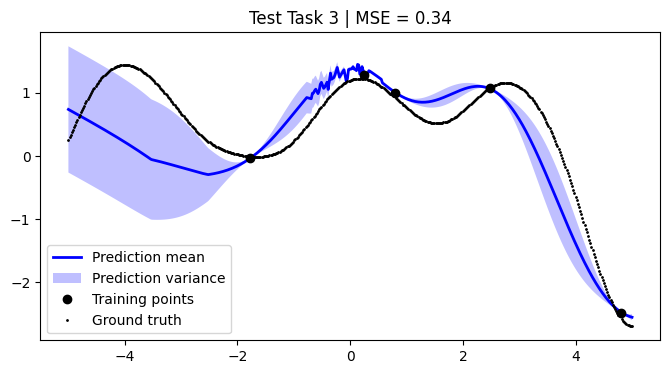 Test Task 3 | MSE = 0.34
1
0
−1
−2
Prediction mean
Prediction variance
Training points
Ground truth
−4
−2
0
2
4